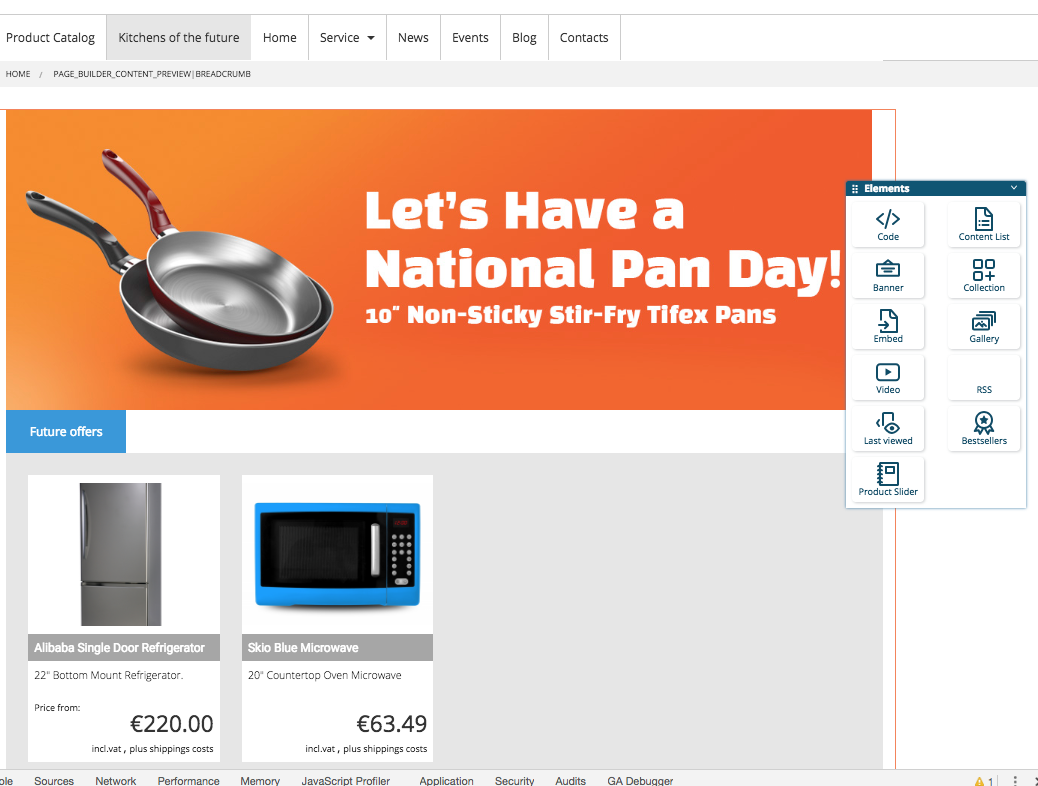 Product Catalog Kitchens of the future Home Service News Events Blog Contacts
HOME / PAGE_BUILDER_CONTENT_PREVIEW|BREADCRUMB
Let's Have a
National Pan Day!
10" Non-Sticky Stir-Fry Tifex Pans
Elements
Code Content List
Banner Collection
Embed Gallery
Video RSS
Last viewed Bestsellers
Product Slider
Future offers
Alibaba Single Door Refrigerator
22" Bottom Mount Refrigerator.
Price from:
€220.00
incl.vat , plus shippings costs
Skio Blue Microwave
20" Countertop Oven Microwave
€63.49
incl.vat , plus shippings costs
ole Sources Network Performance Memory JavaScript Profiler Application Security Audits GA Debugger 1